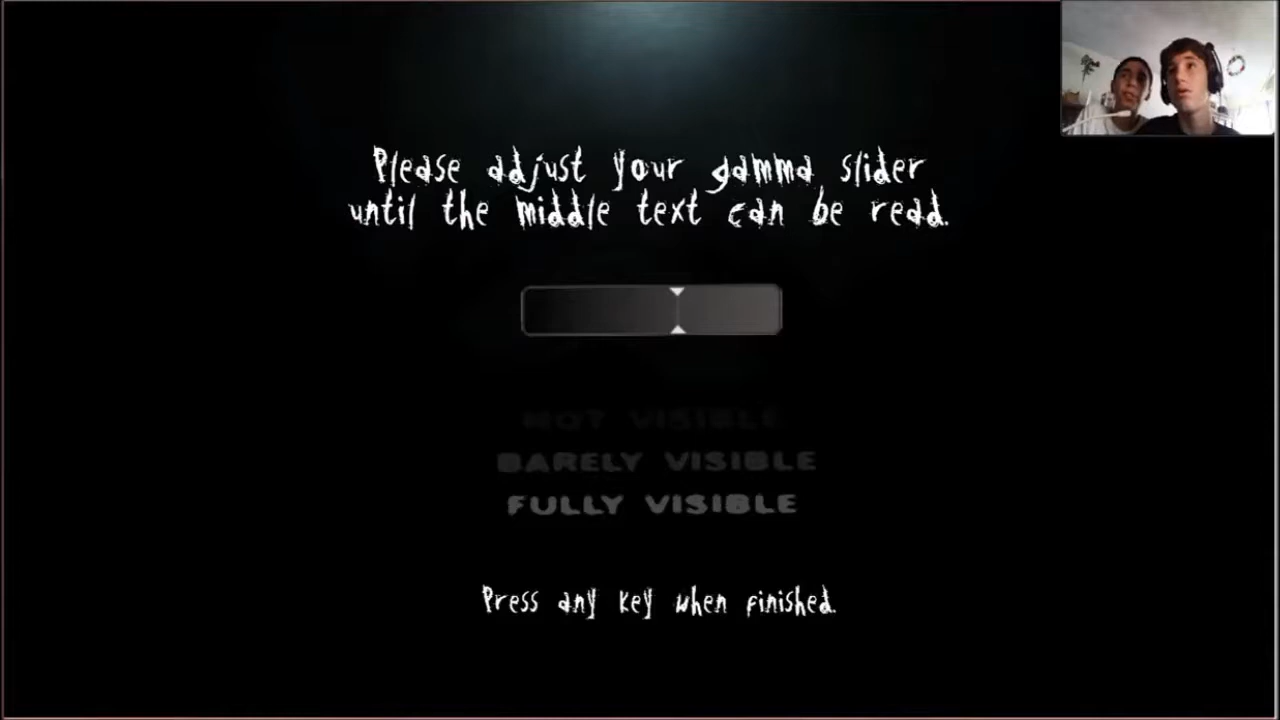 Please adjust your gamma slider
until the middle text can be read.
NOT VISIBLE
BARELY VISIBLE
FULLY VISIBLE
Press any key when finished.